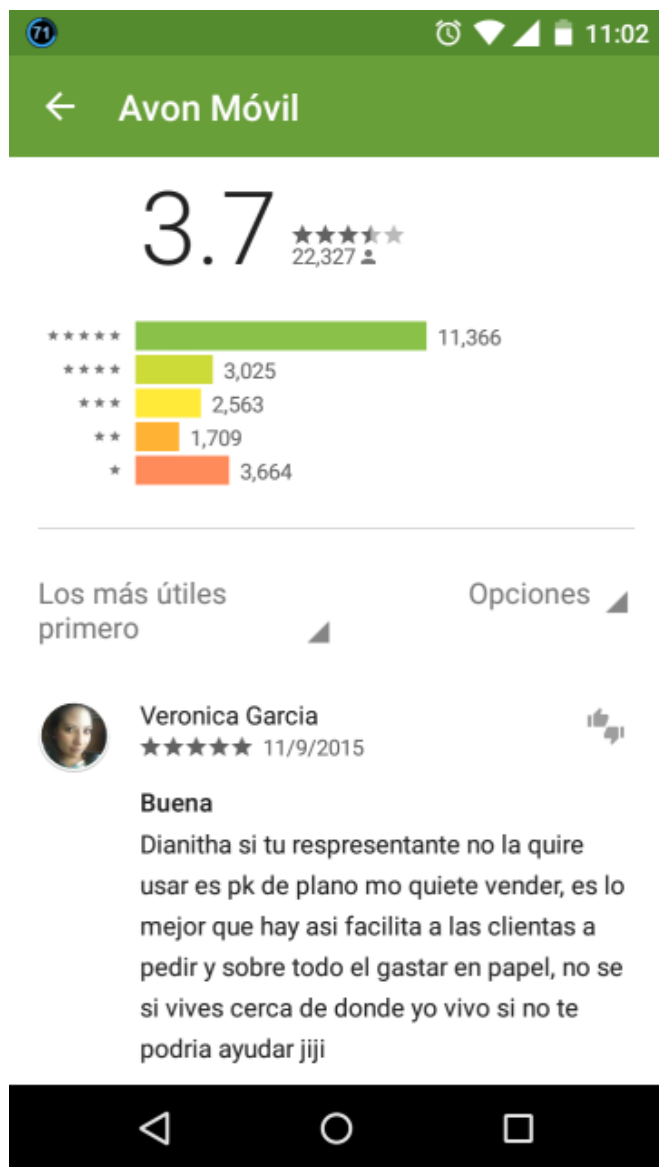 71
11:02
Avon Móvil
3.7
22,327
11,366
3,025
2,563
1,709
3,664
Los más útiles
primero
Opciones
Veronica Garcia
11/9/2015
Buena
Dianitha si tu respresentante no la quire
usar es pk de plano mo quiete vender, es lo
mejor que hay asi facilita a las clientas a
pedir y sobre todo el gastar en papel, no se
si vives cerca de donde yo vivo si no te
podria ayudar jiji